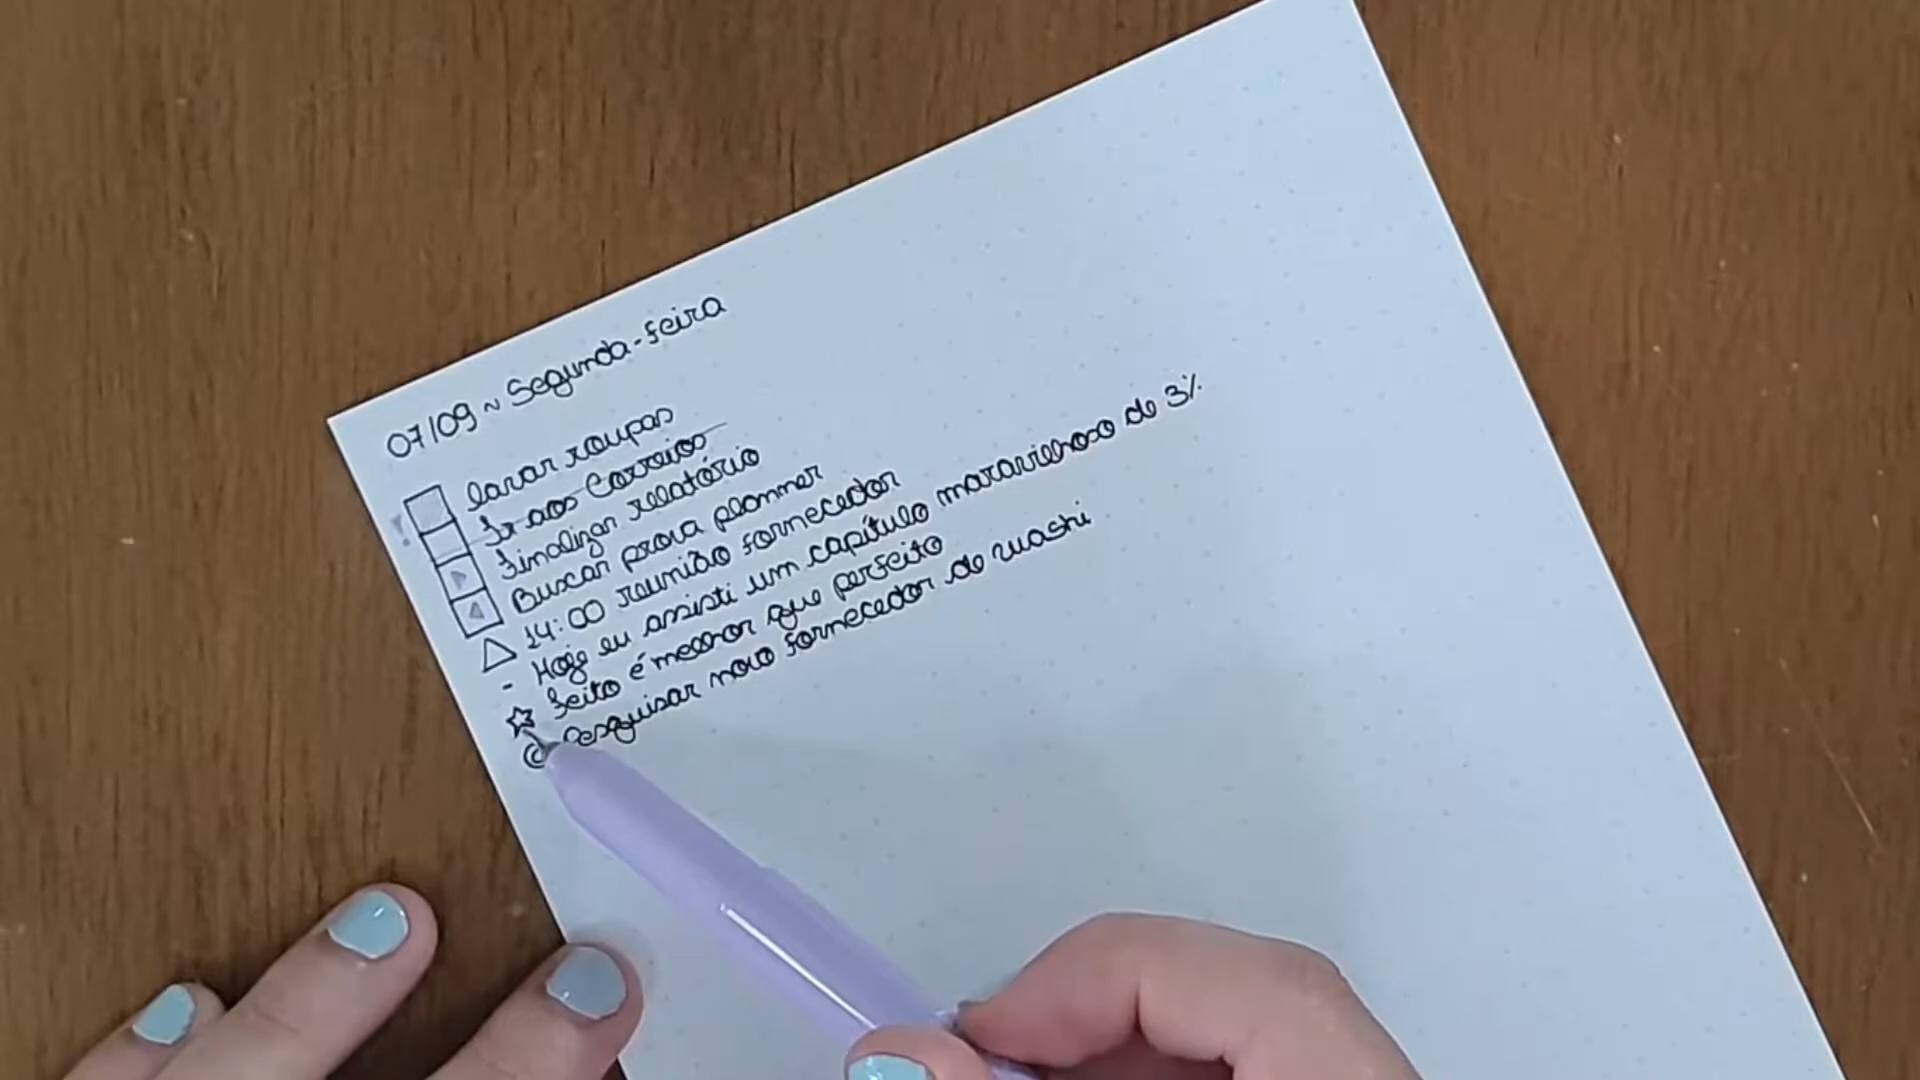 07/09 ~ Segunda-feira
! lavar roupas
Ir aos Correios
finalizar relatório
Buscar prova planner
14:00 reunião fornecedor
- Hoje eu assisti um capítulo maravilhoso de 3%
feito é melhor que perfeito
@ Pesquisar novo fornecedor de washi